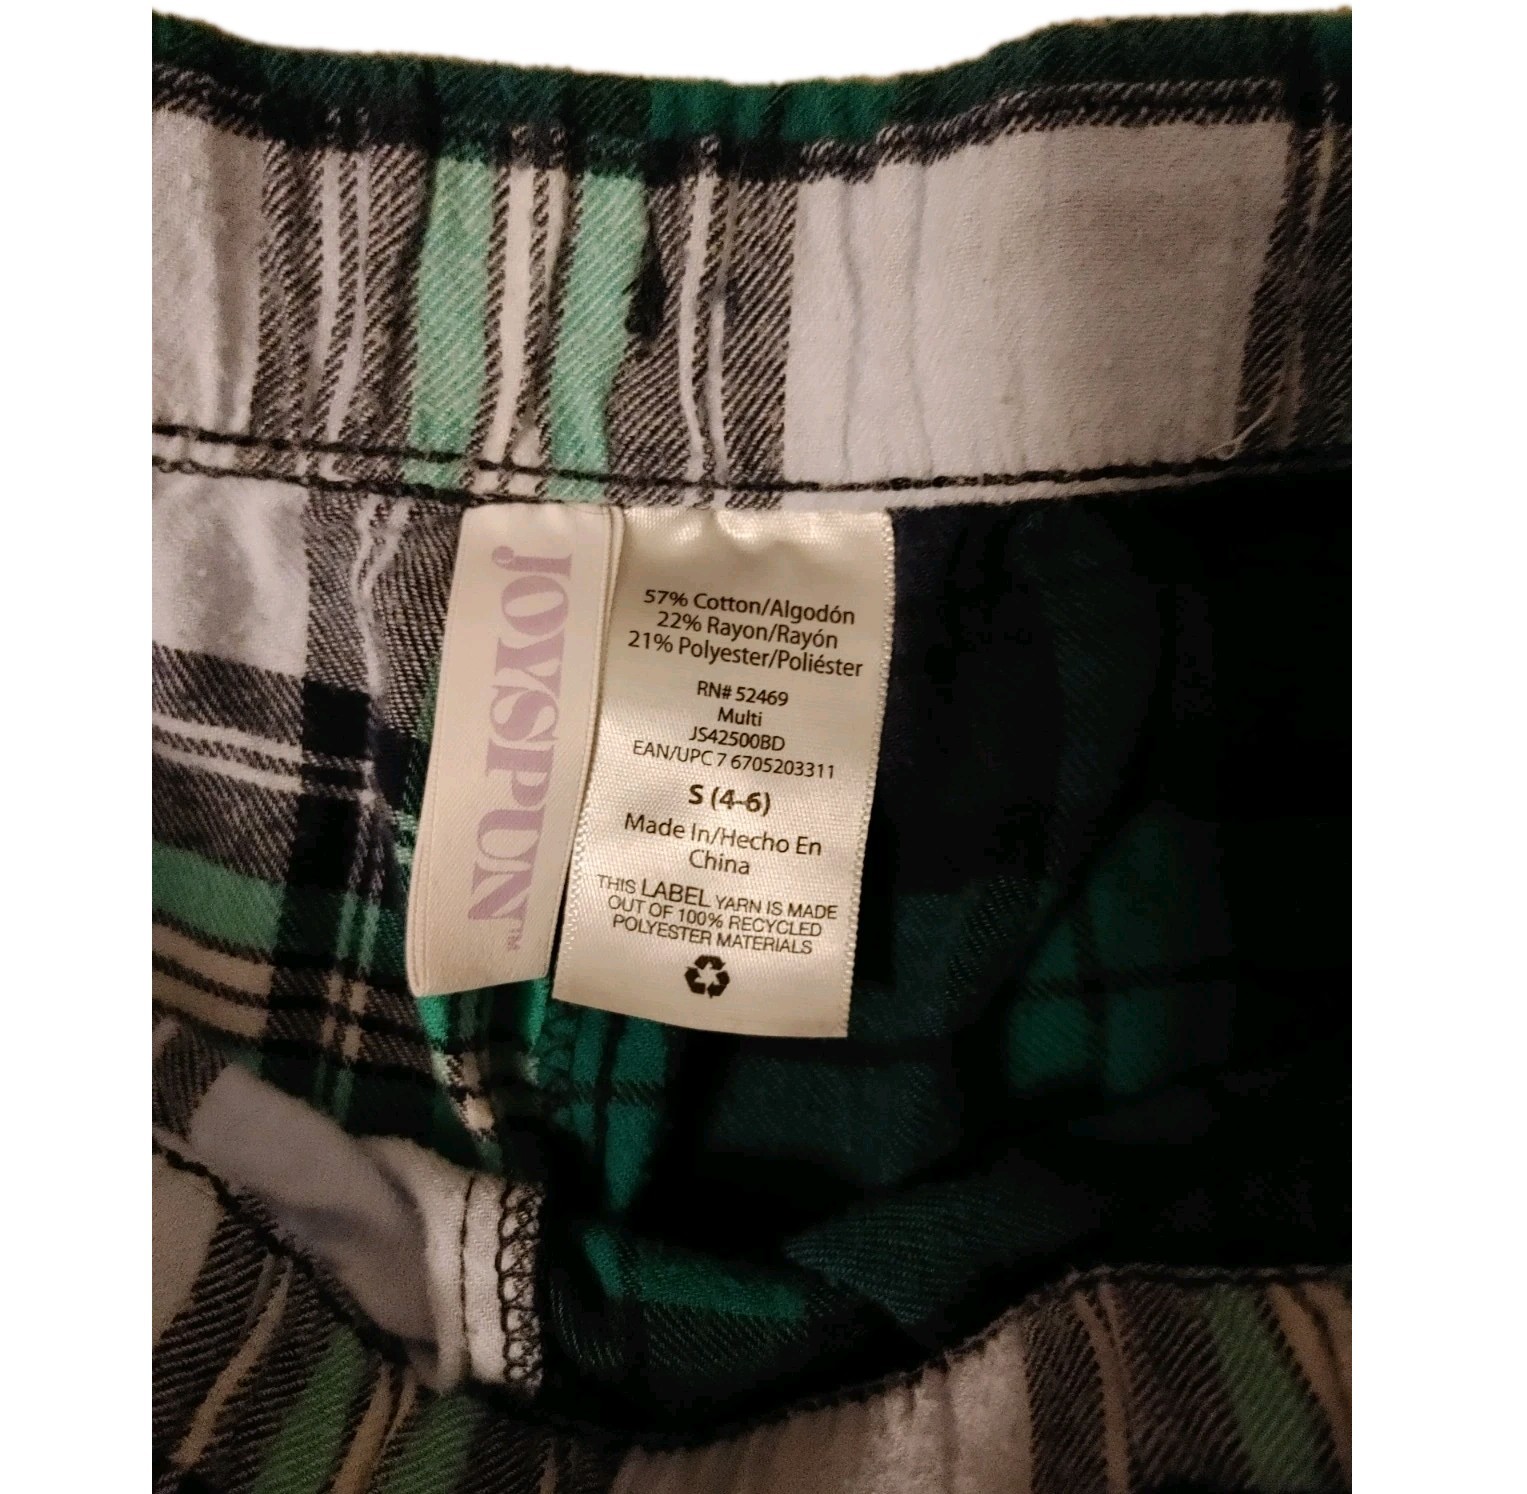 JOYSPUN™
57% Cotton/Algodón
22% Rayon/Rayón
21% Polyester/Poliéster
RN# 52469
Multi
JS42500BD
EAN/UPC 7 6705203311
S (4-6)
Made In/Hecho En
China
THIS LABEL YARN IS MADE
OUT OF 100% RECYCLED
POLYESTER MATERIALS